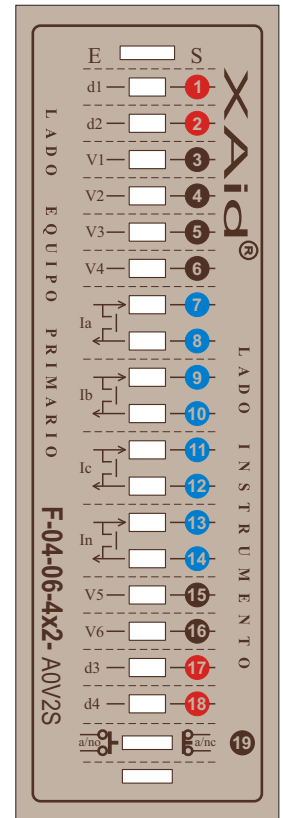 E S
d1 1
d2 2
V1 3
V2 4
V3 5
V4 6
Ia 7
8
Ib 9
10
Ic 11
12
In 13
14
V5 15
V6 16
d3 17
d4 18
a/no a/nc 19
LADO EQUIPO PRIMARIO
F-04-06-4x2- A0V2S
XAid®
LADO INSTRUMENTO